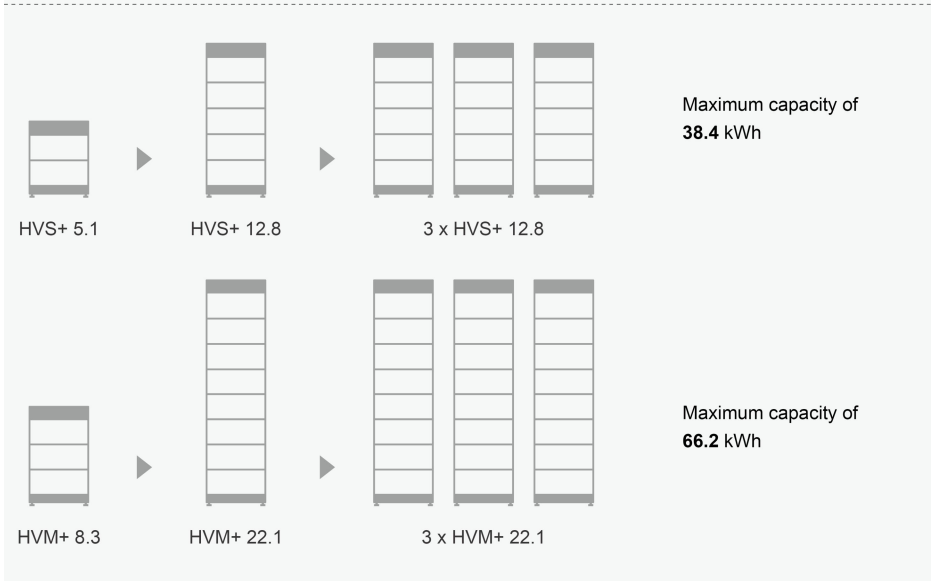 Maximum capacity of
38.4 kWh
HVS+ 5.1
HVS+ 12.8
3 x HVS+ 12.8
Maximum capacity of
66.2 kWh
HVM+ 8.3
HVM+ 22.1
3 x HVM+ 22.1